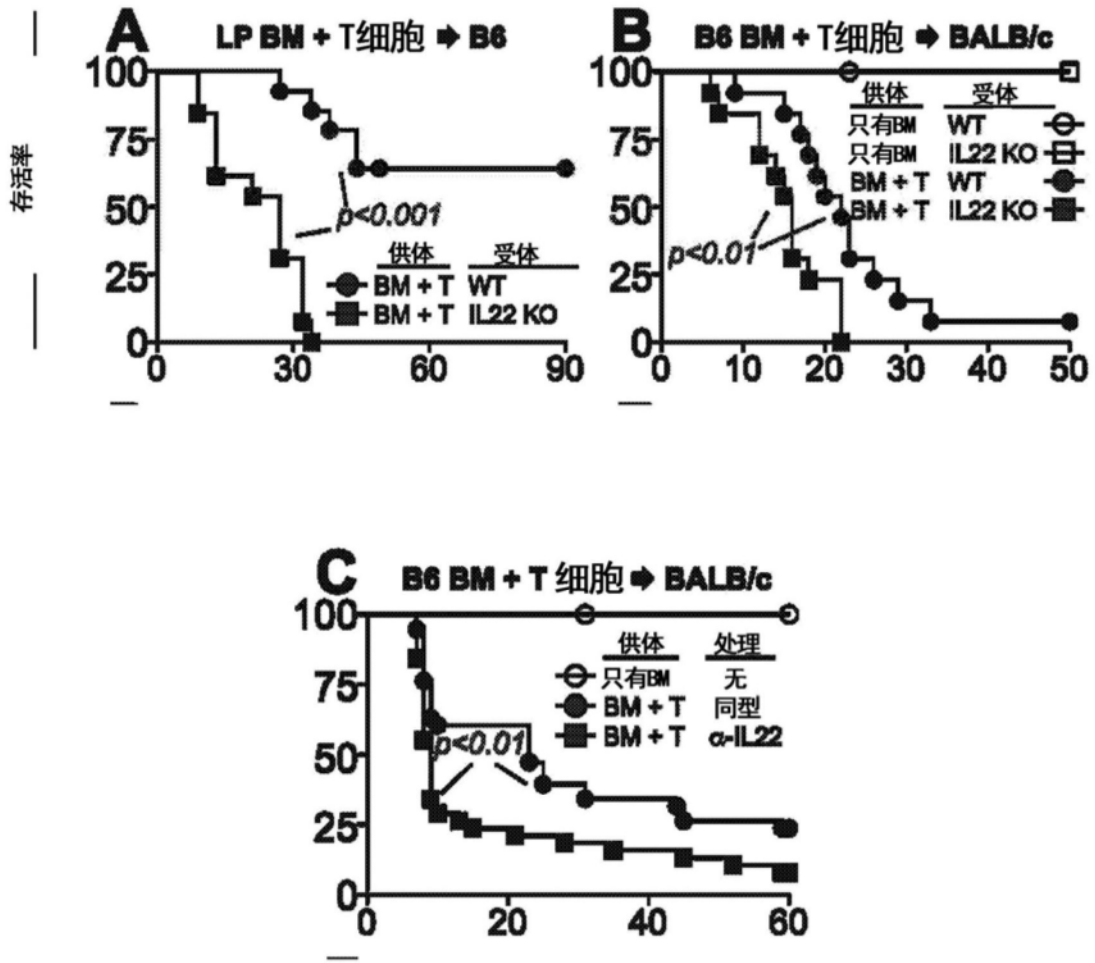 A LP BM + T细胞 ➡ B6
存活率
100
75
50
25
0
0 30 60 90
p<0.001
供体 受体
BM + T WT
BM + T IL22 KO
B B6 BM + T细胞 ➡ BALB/c
100
75
50
25
0
0 10 20 30 40 50
供体 受体
只有BM WT
只有BM IL22 KO
BM + T WT
BM + T IL22 KO
p<0.01
C B6 BM + T 细胞 ➡ BALB/c
100
75
50
25
0
0 20 40 60
供体 处理
只有BM 无
BM + T 同型
BM + T α-IL22
p<0.01